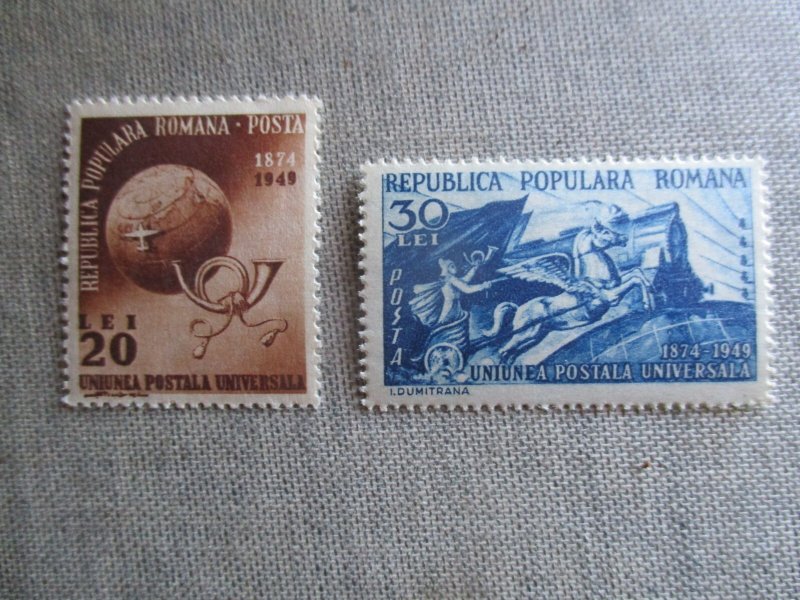 REPUBLICA POPULARA ROMANA · POSTA
1874
1949
LEI
20
UNIUNEA POSTALA UNIVERSALA
REPUBLICA POPULARA ROMANA
30
LEI
POSTA
1874-1949
UNIUNEA POSTALA UNIVERSALA
I.DUMITRANA